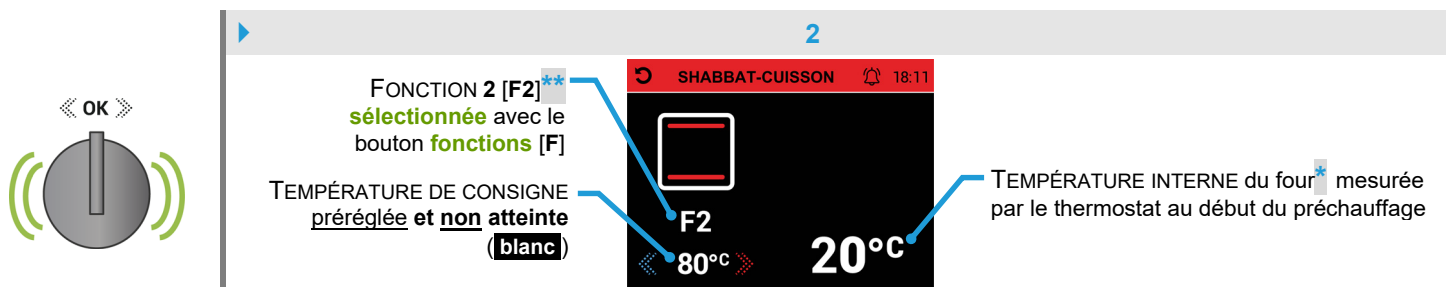 OK
2
FONCTION 2 [F2]**
sélectionnée avec le
bouton fonctions [F]
TEMPÉRATURE DE CONSIGNE
préréglée et non atteinte
(blanc)
SHABBAT-CUISSON 18:11
F2
80°C
20°C
TEMPÉRATURE INTERNE du four* mesurée
par le thermostat au début du préchauffage